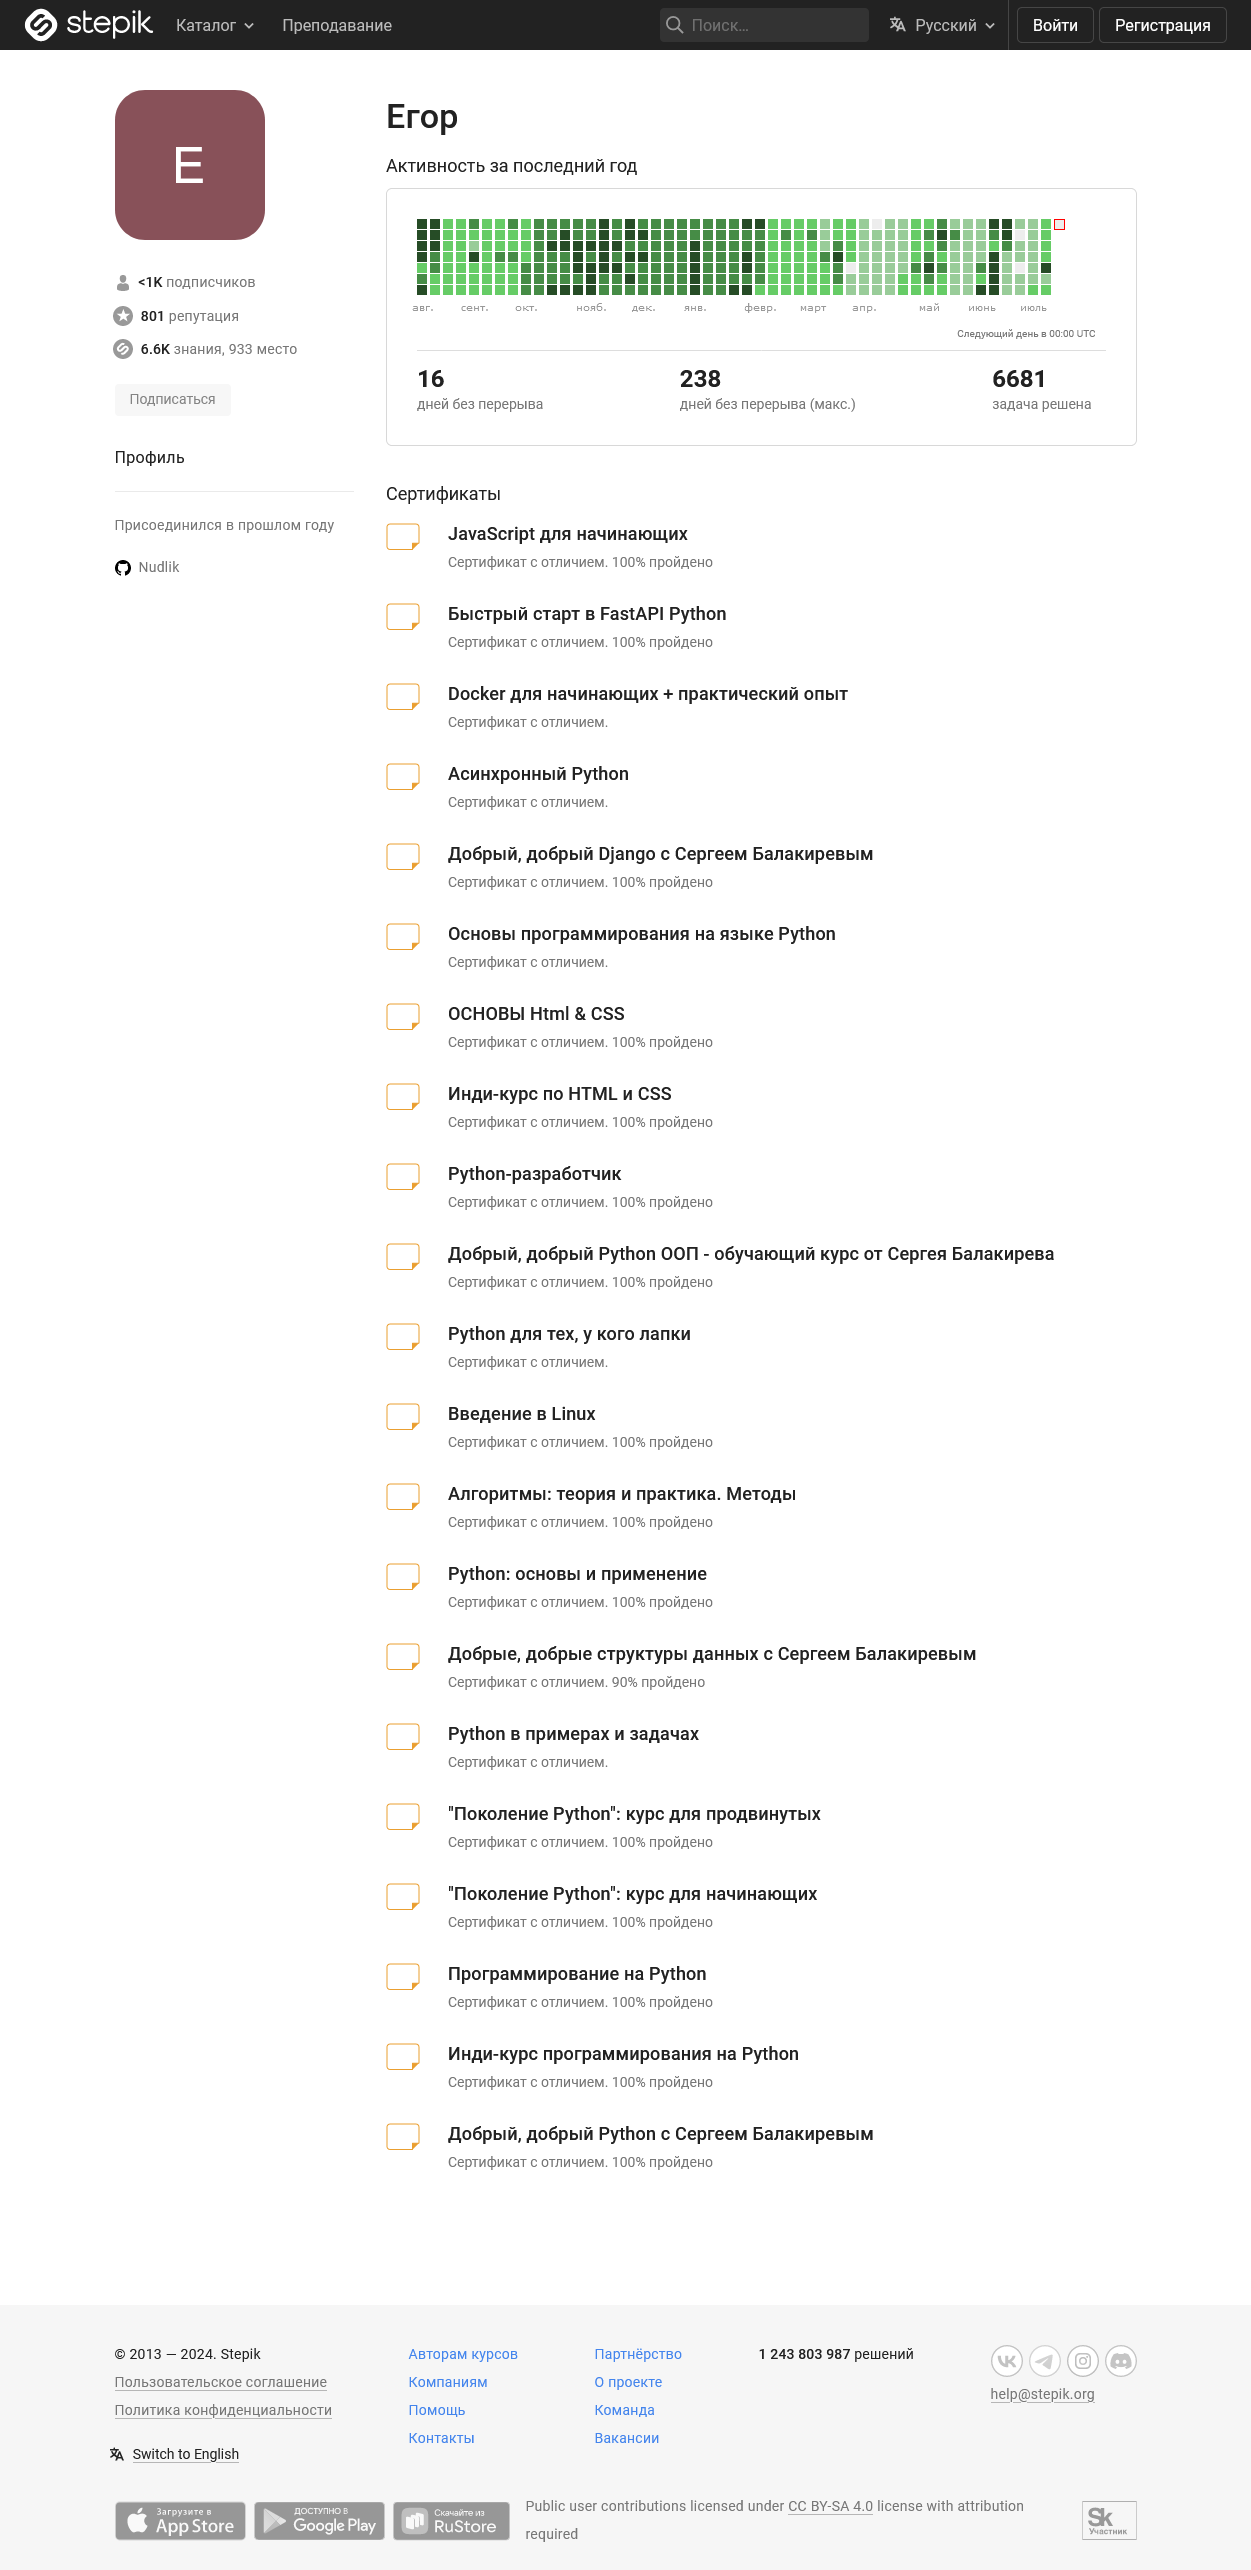 stepik
Каталог
Преподавание
Поиск...
Русский
Войти
Регистрация
E
<1K подписчиков
801 репутация
6.6K знания, 933 место
Подписаться
Профиль
Присоединился в прошлом году
Nudlik
Егор
Активность за последний год
авг. сент. окт. нояб. дек. янв. февр. март апр. май июнь июль
Следующий день в 00:00 UTC
16
дней без перерыва
238
дней без перерыва (макс.)
6681
задача решена
Сертификаты
JavaScript для начинающих
Сертификат с отличием. 100% пройдено
Быстрый старт в FastAPI Python
Сертификат с отличием. 100% пройдено
Docker для начинающих + практический опыт
Сертификат с отличием.
Асинхронный Python
Сертификат с отличием.
Добрый, добрый Django с Сергеем Балакиревым
Сертификат с отличием. 100% пройдено
Основы программирования на языке Python
Сертификат с отличием.
ОСНОВЫ Html & CSS
Сертификат с отличием. 100% пройдено
Инди-курс по HTML и CSS
Сертификат с отличием. 100% пройдено
Python-разработчик
Сертификат с отличием. 100% пройдено
Добрый, добрый Python ООП - обучающий курс от Сергея Балакирева
Сертификат с отличием. 100% пройдено
Python для тех, у кого лапки
Сертификат с отличием.
Введение в Linux
Сертификат с отличием. 100% пройдено
Алгоритмы: теория и практика. Методы
Сертификат с отличием. 100% пройдено
Python: основы и применение
Сертификат с отличием. 100% пройдено
Добрые, добрые структуры данных с Сергеем Балакиревым
Сертификат с отличием. 90% пройдено
Python в примерах и задачах
Сертификат с отличием.
"Поколение Python": курс для продвинутых
Сертификат с отличием. 100% пройдено
"Поколение Python": курс для начинающих
Сертификат с отличием. 100% пройдено
Программирование на Python
Сертификат с отличием. 100% пройдено
Инди-курс программирования на Python
Сертификат с отличием. 100% пройдено
Добрый, добрый Python с Сергеем Балакиревым
Сертификат с отличием. 100% пройдено
© 2013 — 2024. Stepik
Пользовательское соглашение
Политика конфиденциальности
Switch to English
Авторам курсов
Компаниям
Помощь
Контакты
Партнёрство
О проекте
Команда
Вакансии
1 243 803 987 решений
help@stepik.org
Загрузите в
App Store
ДОСТУПНО В
Google Play
Скачайте из
RuStore
Public user contributions licensed under CC BY-SA 4.0 license with attribution
required
Sk
Участник